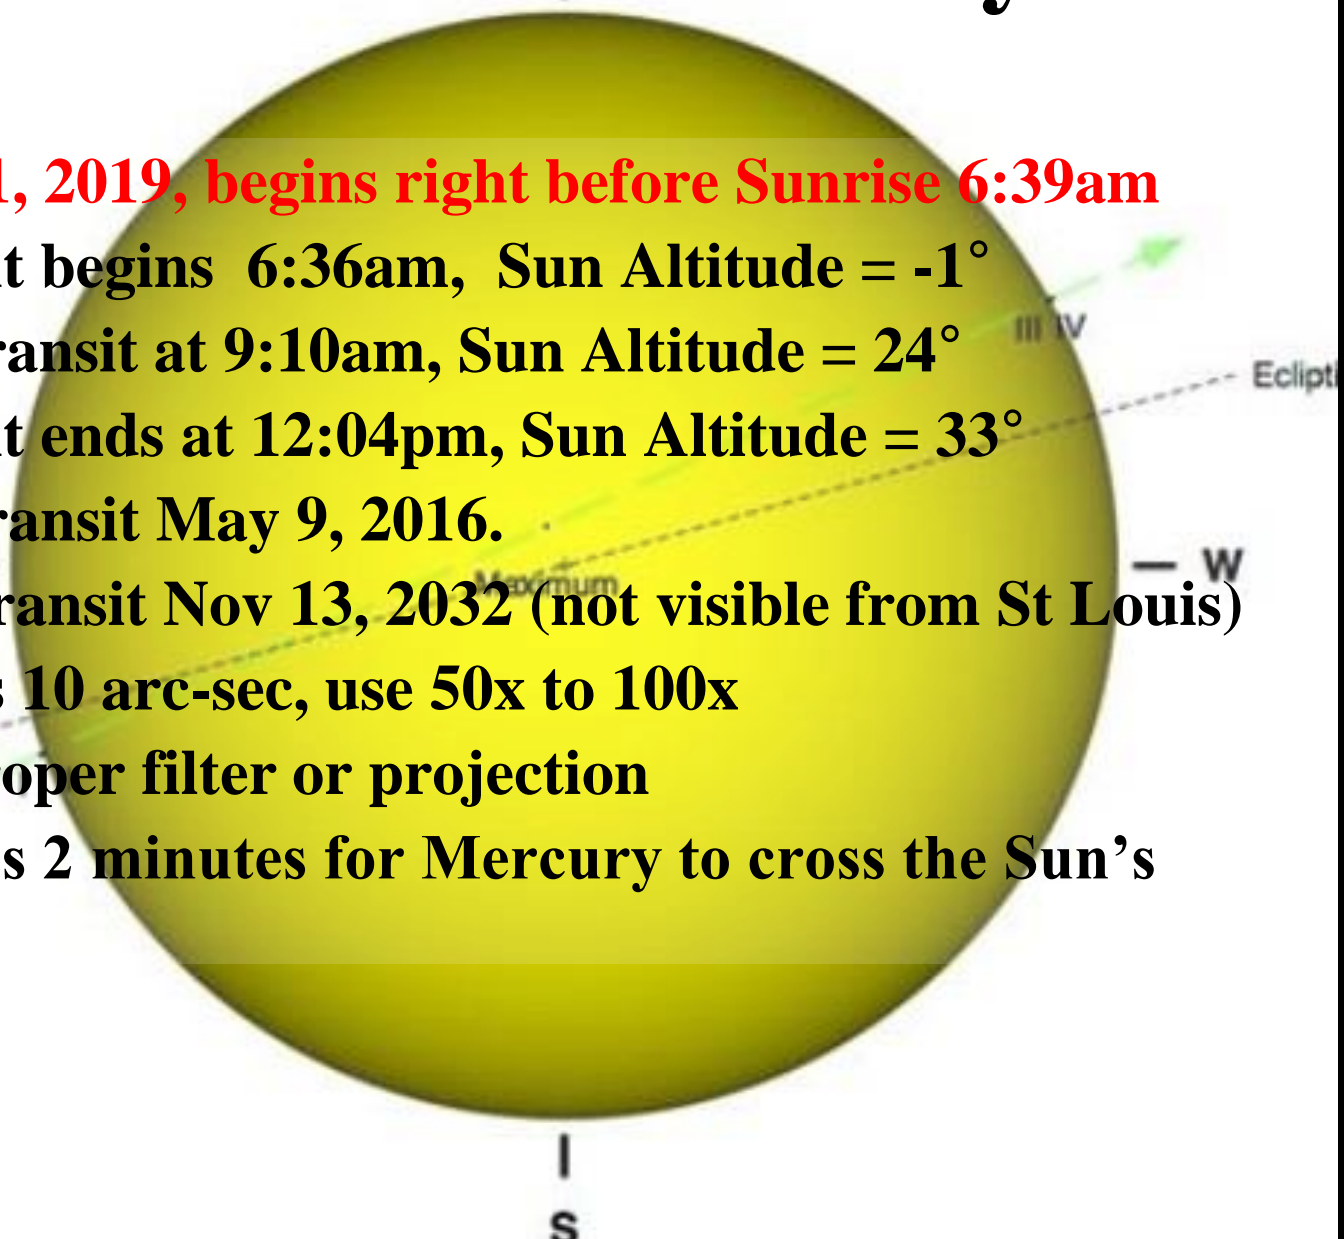 1, 2019, begins right before Sunrise 6:39am
t begins 6:36am, Sun Altitude = -1°
ransit at 9:10am, Sun Altitude = 24°
III IV
Eclipti
t ends at 12:04pm, Sun Altitude = 33°
ransit May 9, 2016.
W
Maximum
ransit Nov 13, 2032 (not visible from St Louis)
s 10 arc-sec, use 50x to 100x
oper filter or projection
s 2 minutes for Mercury to cross the Sun’s
S